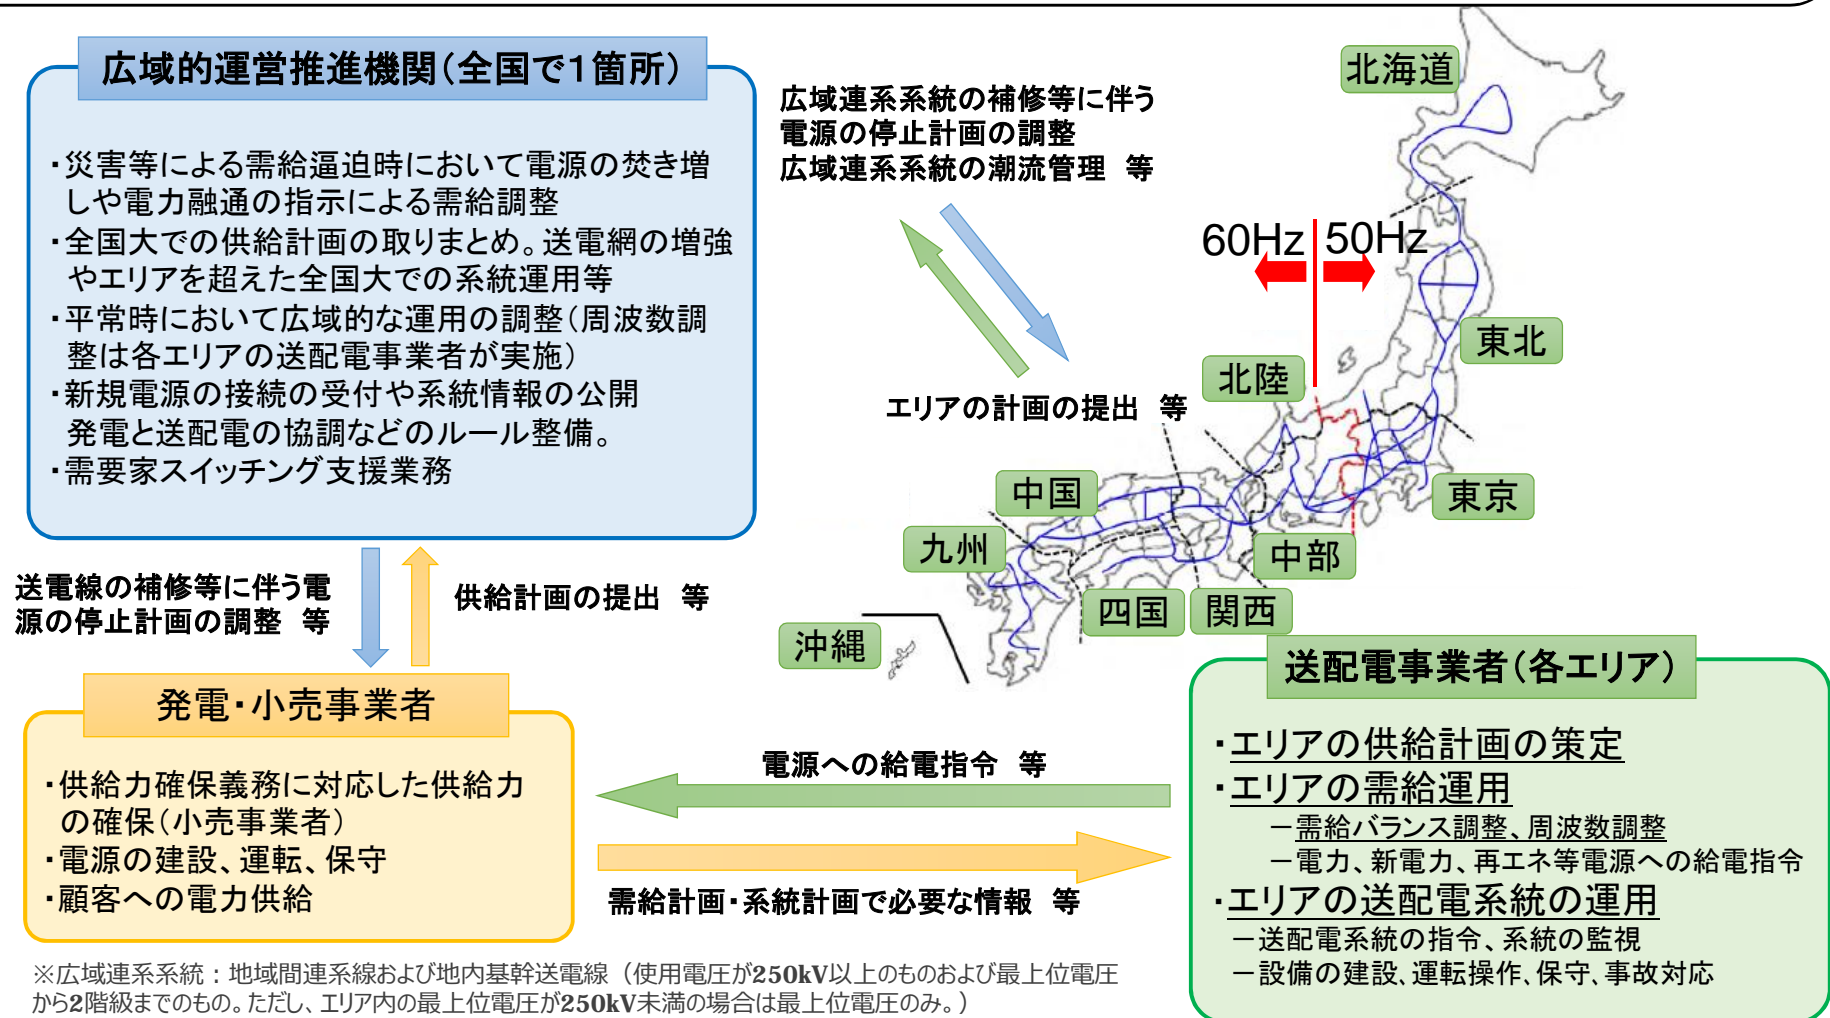 広域的運営推進機関（全国で１箇所）
・災害等による需給逼迫時において電源の焚き増
しや電力融通の指示による需給調整
・全国大での供給計画の取りまとめ。送電網の増強
やエリアを超えた全国大での系統運用等
・平常時において広域的な運用の調整（周波数調
整は各エリアの送配電事業者が実施）
・新規電源の接続の受付や系統情報の公開
発電と送配電の協調などのルール整備。
・需要家スイッチング支援業務
広域連系系統の補修等に伴う
電源の停止計画の調整
広域連系系統の潮流管理　等
エリアの計画の提出　等
60Hz
50Hz
北海道
東北
北陸
東京
中国
九州
中部
四国
関西
沖縄
送電線の補修等に伴う電
源の停止計画の調整　等
供給計画の提出　等
発電・小売事業者
・供給力確保義務に対応した供給力
の確保（小売事業者）
・電源の建設、運転、保守
・顧客への電力供給
電源への給電指令　等
需給計画・系統計画で必要な情報　等
送配電事業者（各エリア）
・エリアの供給計画の策定
・エリアの需給運用
－需給バランス調整、周波数調整
－電力、新電力、再エネ等電源への給電指令
・エリアの送配電系統の運用
－送配電系統の指令、系統の監視
－設備の建設、運転操作、保守、事故対応
※広域連系系統：地域間連系線および地内基幹送電線（使用電圧が250kV以上のものおよび最上位電圧
から2階級までのもの。ただし、エリア内の最上位電圧が250kV未満の場合は最上位電圧のみ。）